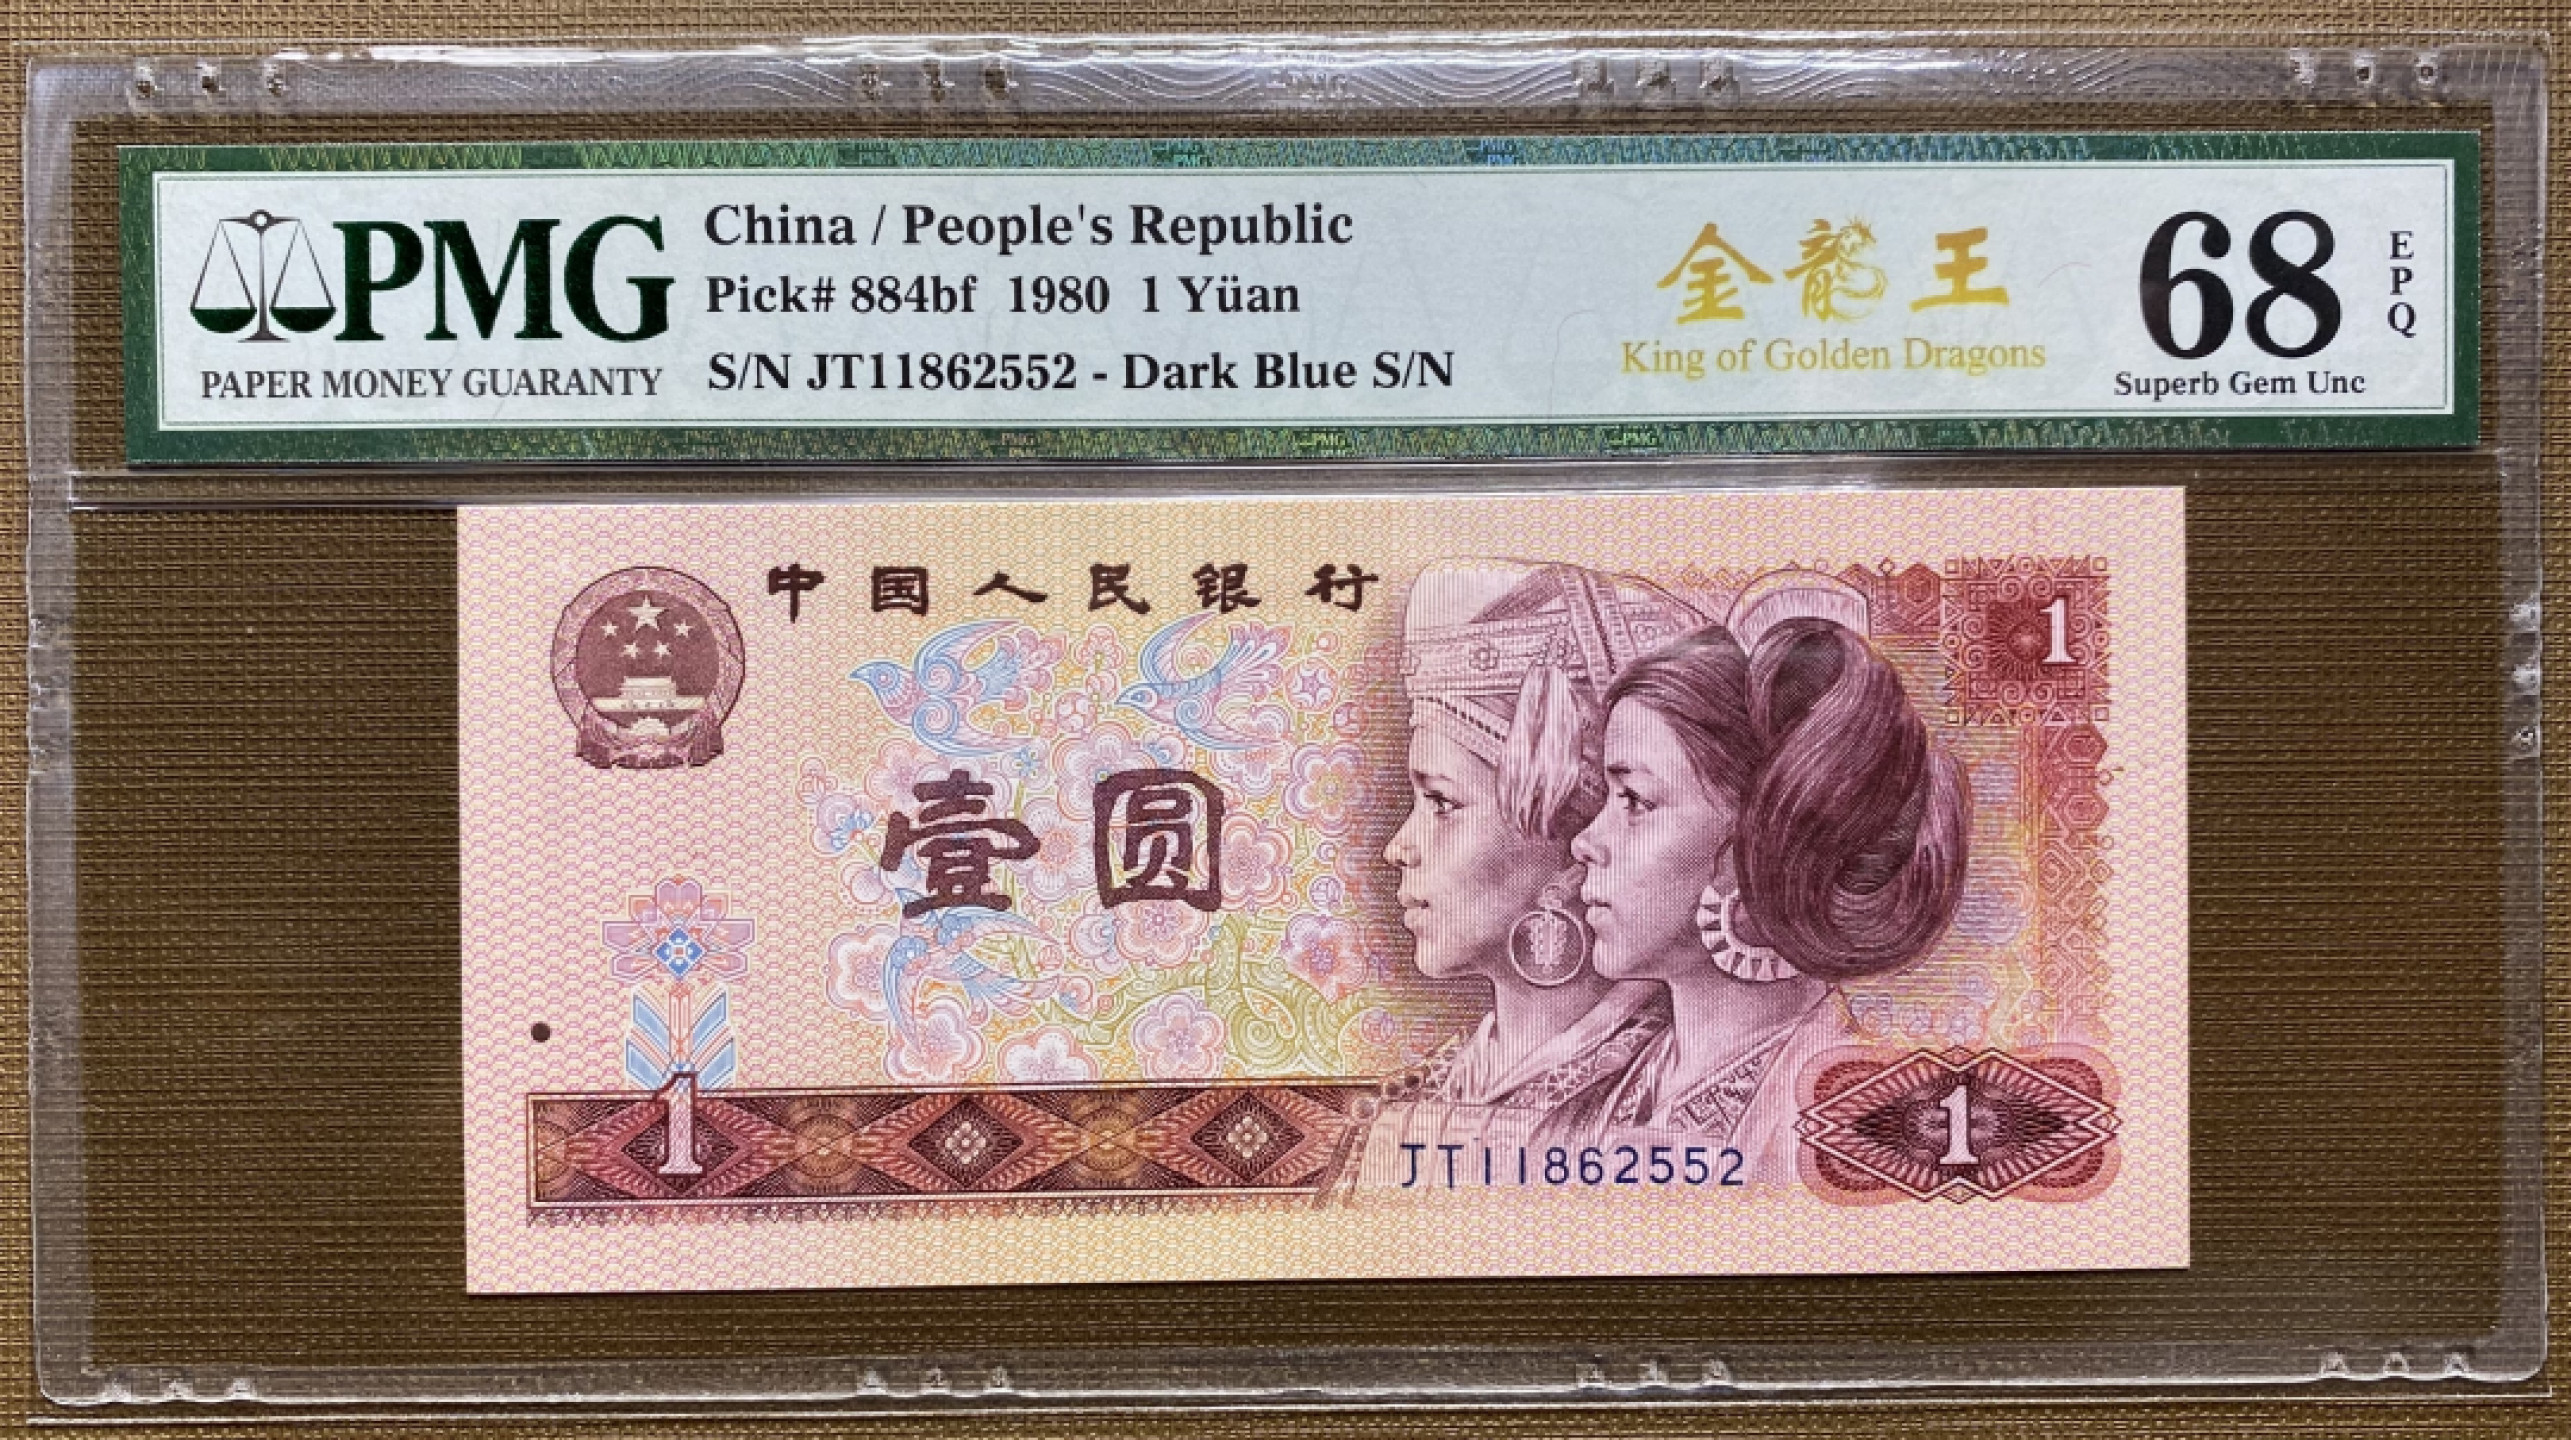 PMG
PAPER MONEY GUARANTY
China / People's Republic
Pick# 884bf 1980 1 Yüan
S/N JT11862552 - Dark Blue S/N
金龍王
King of Golden Dragons
68
EPQ
Superb Gem Unc
中国人民银行
1
壹圆
1
JT11862552
1